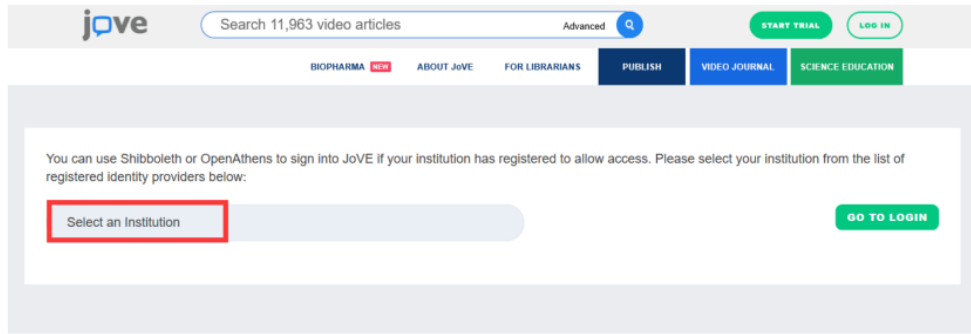 jove
Search 11,963 video articles Advanced START TRIAL LOG IN
BIOPHARMA NEW ABOUT JoVE FOR LIBRARIANS PUBLISH VIDEO JOURNAL SCIENCE EDUCATION
You can use Shibboleth or OpenAthens to sign into JoVE if your institution has registered to allow access. Please select your institution from the list of
registered identity providers below:
Select an Institution GO TO LOGIN